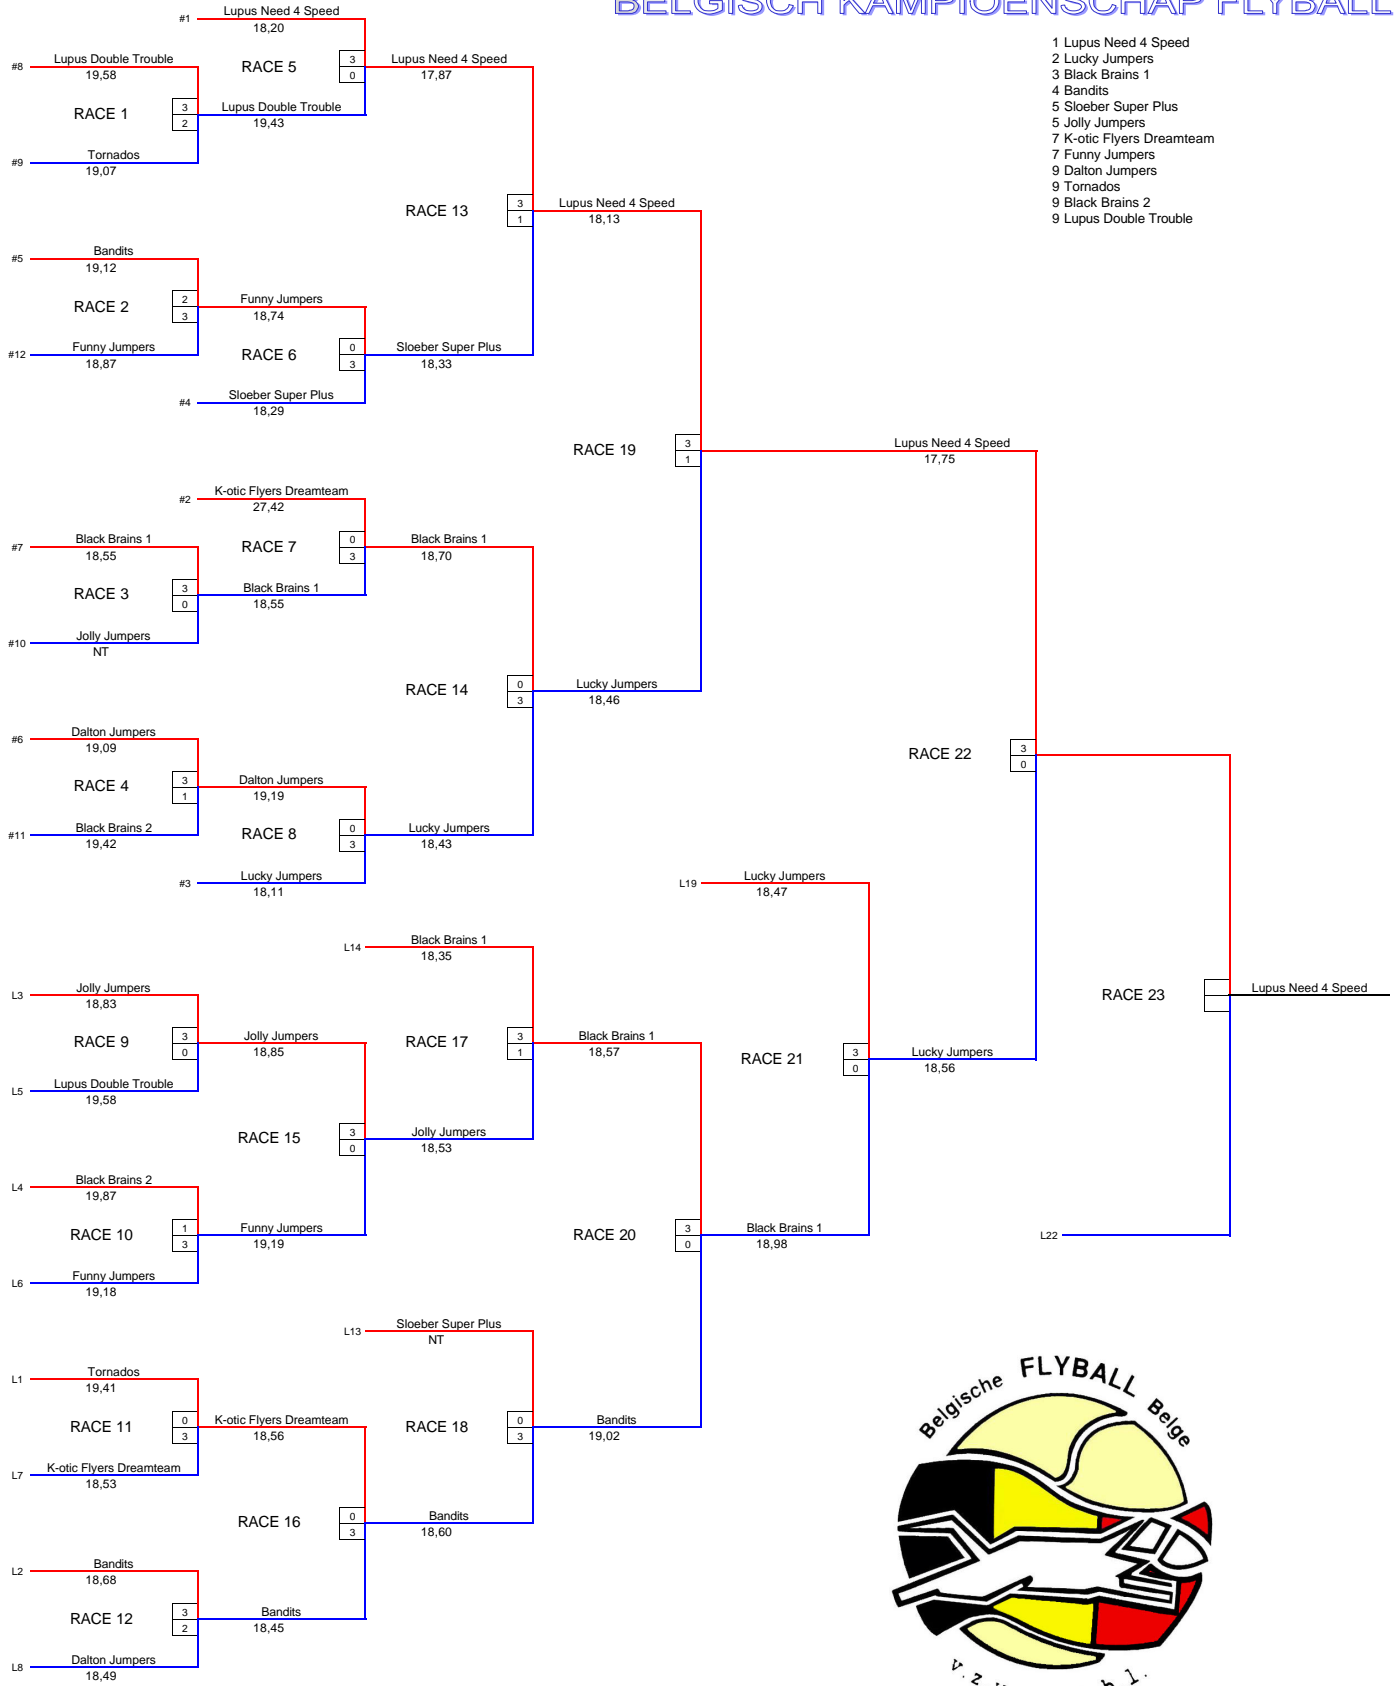 BELGISCH KAMPIOENSCHAP FLYBALL
1 Lupus Need 4 Speed
2 Lucky Jumpers
3 Black Brains 1
4 Bandits
5 Sloeber Super Plus
5 Jolly Jumpers
7 K-otic Flyers Dreamteam
7 Funny Jumpers
9 Dalton Jumpers
9 Tornados
9 Black Brains 2
9 Lupus Double Trouble
#1 Lupus Need 4 Speed
18,20
#8 Lupus Double Trouble
19,58
RACE 5 3 0
Lupus Need 4 Speed
17,87
RACE 1 3 2
Lupus Double Trouble
19,43
#9 Tornados
19,07
RACE 13 3 1
Lupus Need 4 Speed
18,13
#5 Bandits
19,12
RACE 2 2 3
Funny Jumpers
18,74
#12 Funny Jumpers
18,87
RACE 6 0 3
Sloeber Super Plus
18,33
#4 Sloeber Super Plus
18,29
RACE 19 3 1
Lupus Need 4 Speed
17,75
#2 K-otic Flyers Dreamteam
27,42
#7 Black Brains 1
18,55
RACE 7 0 3
Black Brains 1
18,70
RACE 3 3 0
Black Brains 1
18,55
#10 Jolly Jumpers
NT
RACE 14 0 3
Lucky Jumpers
18,46
#6 Dalton Jumpers
19,09
RACE 4 3 1
Dalton Jumpers
19,19
#11 Black Brains 2
19,42
RACE 8 0 3
Lucky Jumpers
18,43
#3 Lucky Jumpers
18,11
RACE 22 3 0
L19 Lucky Jumpers
18,47
L14 Black Brains 1
18,35
L3 Jolly Jumpers
18,83
RACE 9 3 0
Jolly Jumpers
18,85
L5 Lupus Double Trouble
19,58
RACE 17 3 1
Black Brains 1
18,57
RACE 21 3 0
Lucky Jumpers
18,56
RACE 23
Lupus Need 4 Speed
RACE 15 3 0
Jolly Jumpers
18,53
L4 Black Brains 2
19,87
RACE 10 1 3
Funny Jumpers
19,19
L6 Funny Jumpers
19,18
RACE 20 3 0
Black Brains 1
18,98
L22
L13 Sloeber Super Plus
NT
L1 Tornados
19,41
RACE 11 0 3
K-otic Flyers Dreamteam
18,56
L7 K-otic Flyers Dreamteam
18,53
RACE 18 0 3
Bandits
19,02
RACE 16 0 3
Bandits
18,60
L2 Bandits
18,68
RACE 12 3 2
Bandits
18,45
L8 Dalton Jumpers
18,49
Belgische FLYBALL Belge